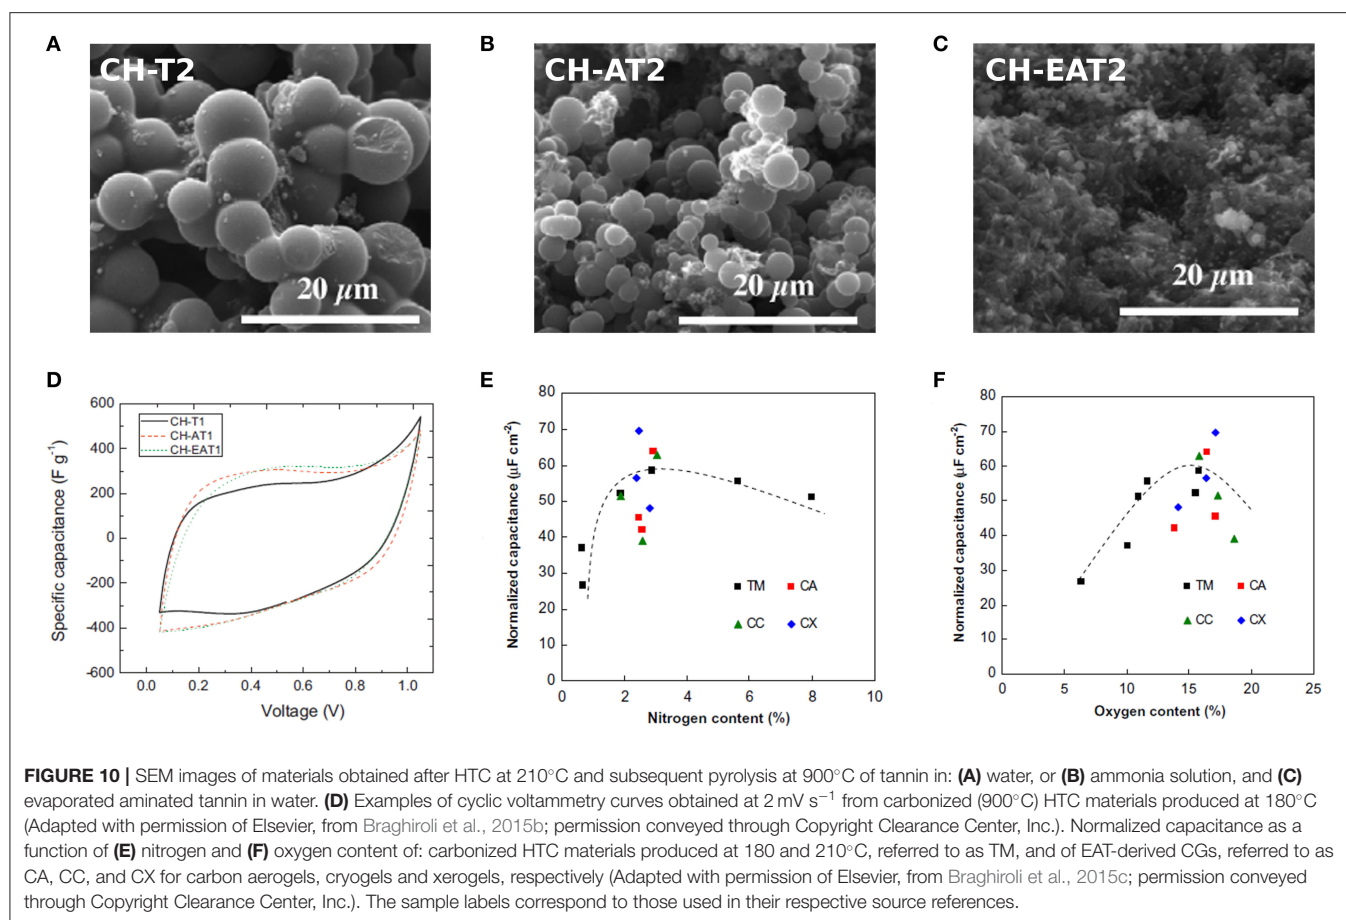 A
B
C
CH-T2
CH-AT2
CH-EAT2
20 µm
20 µm
20 µm
D
E
F
600
400
200
0
-200
-400
-600
Specific capacitance (F g⁻¹)
CH-T1
CH-AT1
CH-EAT1
0.0 0.2 0.4 0.6 0.8 1.0
Voltage (V)
80
70
60
50
40
30
20
10
0
Normalized capacitance (µF cm⁻²)
TM CA
CC CX
0 2 4 6 8 10
Nitrogen content (%)
80
70
60
50
40
30
20
10
0
Normalized capacitance (µF cm⁻²)
TM CA
CC CX
0 5 10 15 20 25
Oxygen content (%)
FIGURE 10 | SEM images of materials obtained after HTC at 210°C and subsequent pyrolysis at 900°C of tannin in: (A) water, or (B) ammonia solution, and (C)
evaporated aminated tannin in water. (D) Examples of cyclic voltammetry curves obtained at 2 mV s⁻¹ from carbonized (900°C) HTC materials produced at 180°C
(Adapted with permission of Elsevier, from Braghiroli et al., 2015b; permission conveyed through Copyright Clearance Center, Inc.). Normalized capacitance as a
function of (E) nitrogen and (F) oxygen content of: carbonized HTC materials produced at 180 and 210°C, referred to as TM, and of EAT-derived CGs, referred to as
CA, CC, and CX for carbon aerogels, cryogels and xerogels, respectively (Adapted with permission of Elsevier, from Braghiroli et al., 2015c; permission conveyed
through Copyright Clearance Center, Inc.). The sample labels correspond to those used in their respective source references.